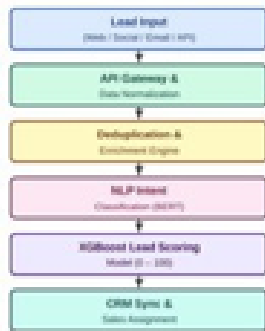 Lead Input
(Web / Social / Email / API)
API Gateway &
Data Normalization
Deduplication &
Enrichment Engine
NLP Intent
Classification (BERT)
XGBoost Lead Scoring
Model (0 – 100)
CRM Sync &
Sales Assignment